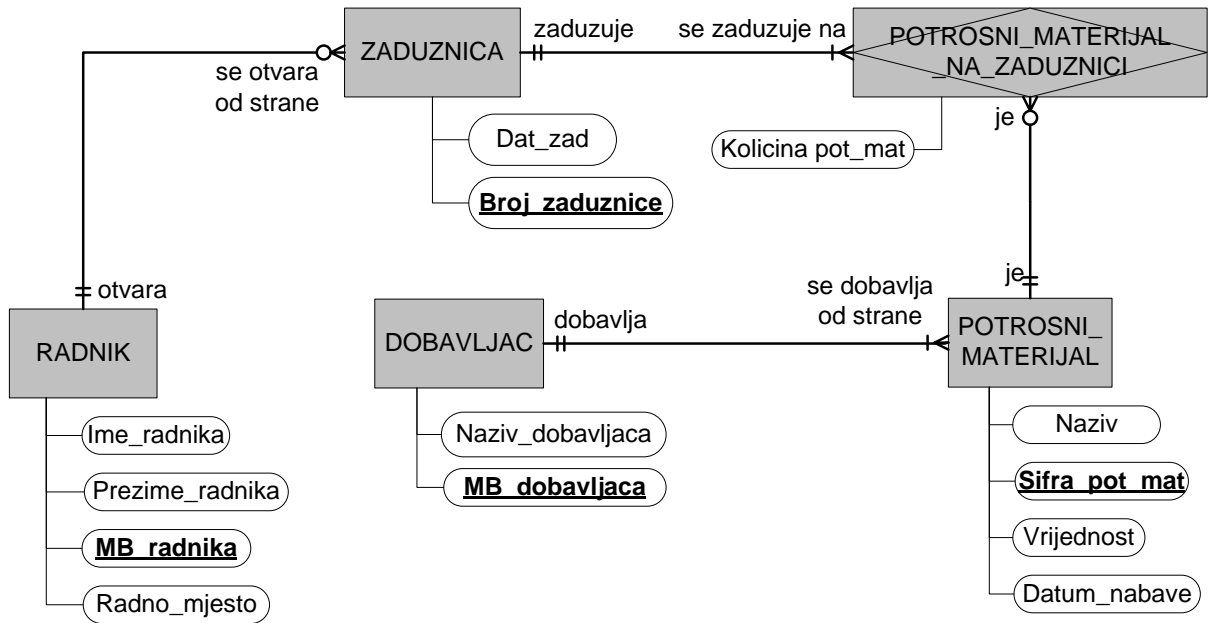 ZADUZNICA
zaduzuje
se zaduzuje na
POTROSNI_MATERIJAL
_NA_ZADUZNICI
se otvara
od strane
Dat_zad
Broj_zaduznice
Kolicina pot_mat
je
otvara
RADNIK
Ime_radnika
Prezime_radnika
MB_radnika
Radno_mjesto
DOBAVLJAC
dobavlja
se dobavlja
od strane
je
POTROSNI_
MATERIJAL
Naziv_dobavljaca
MB_dobavljaca
Naziv
Sifra_pot_mat
Vrijednost
Datum_nabave